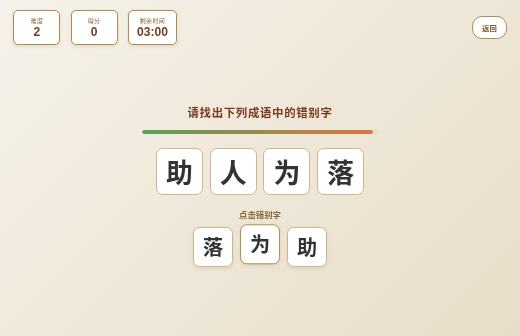 难度
2
得分
0
剩余时间
03:00
返回
请找出下列成语中的错别字
助人为落
点击错别字
落为助